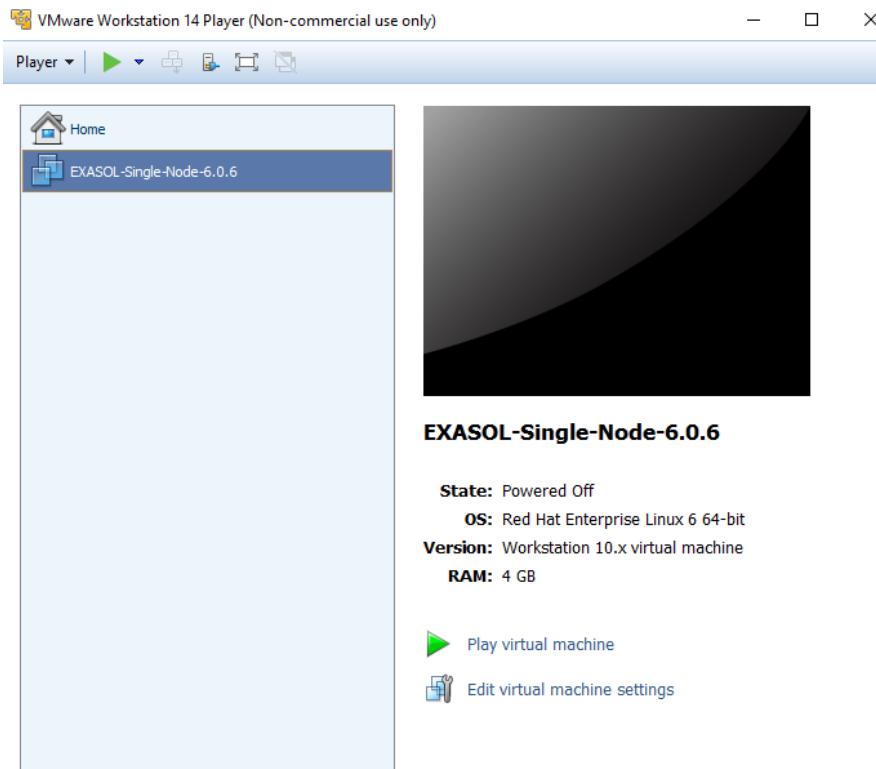 VMware Workstation 14 Player (Non-commercial use only)
Player
Home
EXASOL-Single-Node-6.0.6
EXASOL-Single-Node-6.0.6
State: Powered Off
OS: Red Hat Enterprise Linux 6 64-bit
Version: Workstation 10.x virtual machine
RAM: 4 GB
Play virtual machine
Edit virtual machine settings